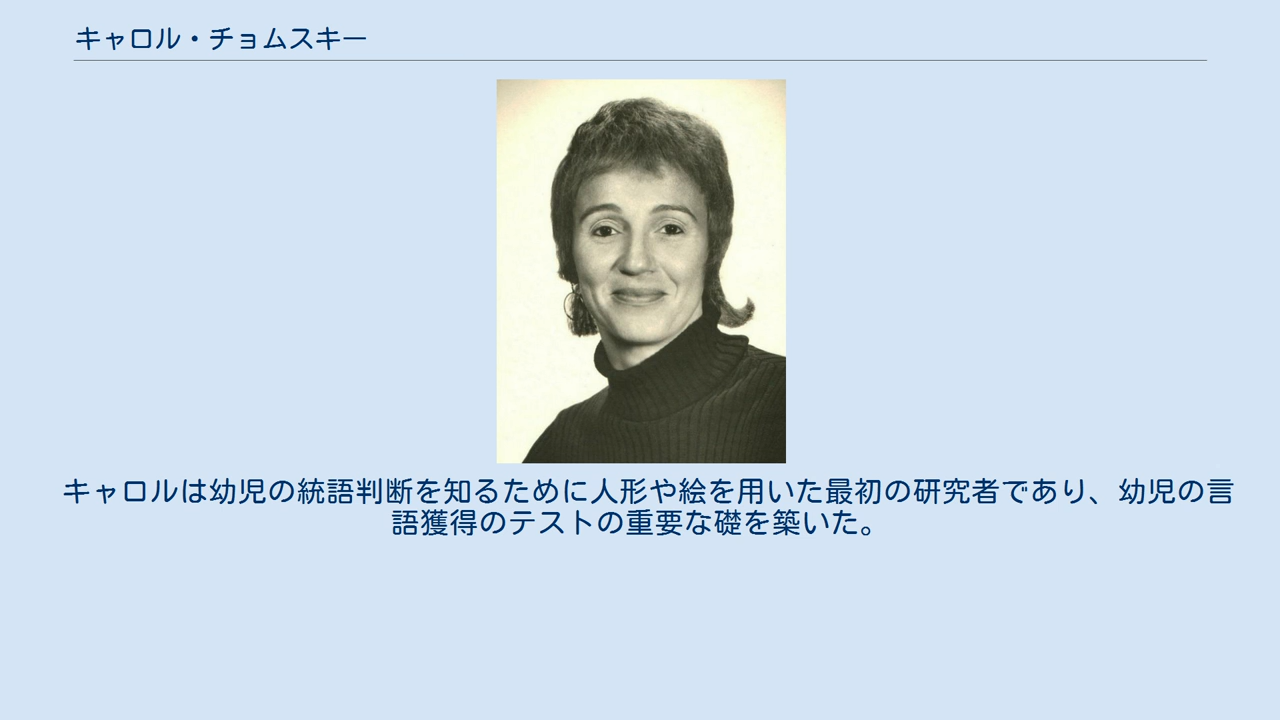 キャロル・チョムスキー
キャロルは幼児の統語判断を知るために人形や絵を用いた最初の研究者であり、幼児の言
語獲得のテストの重要な礎を築いた。